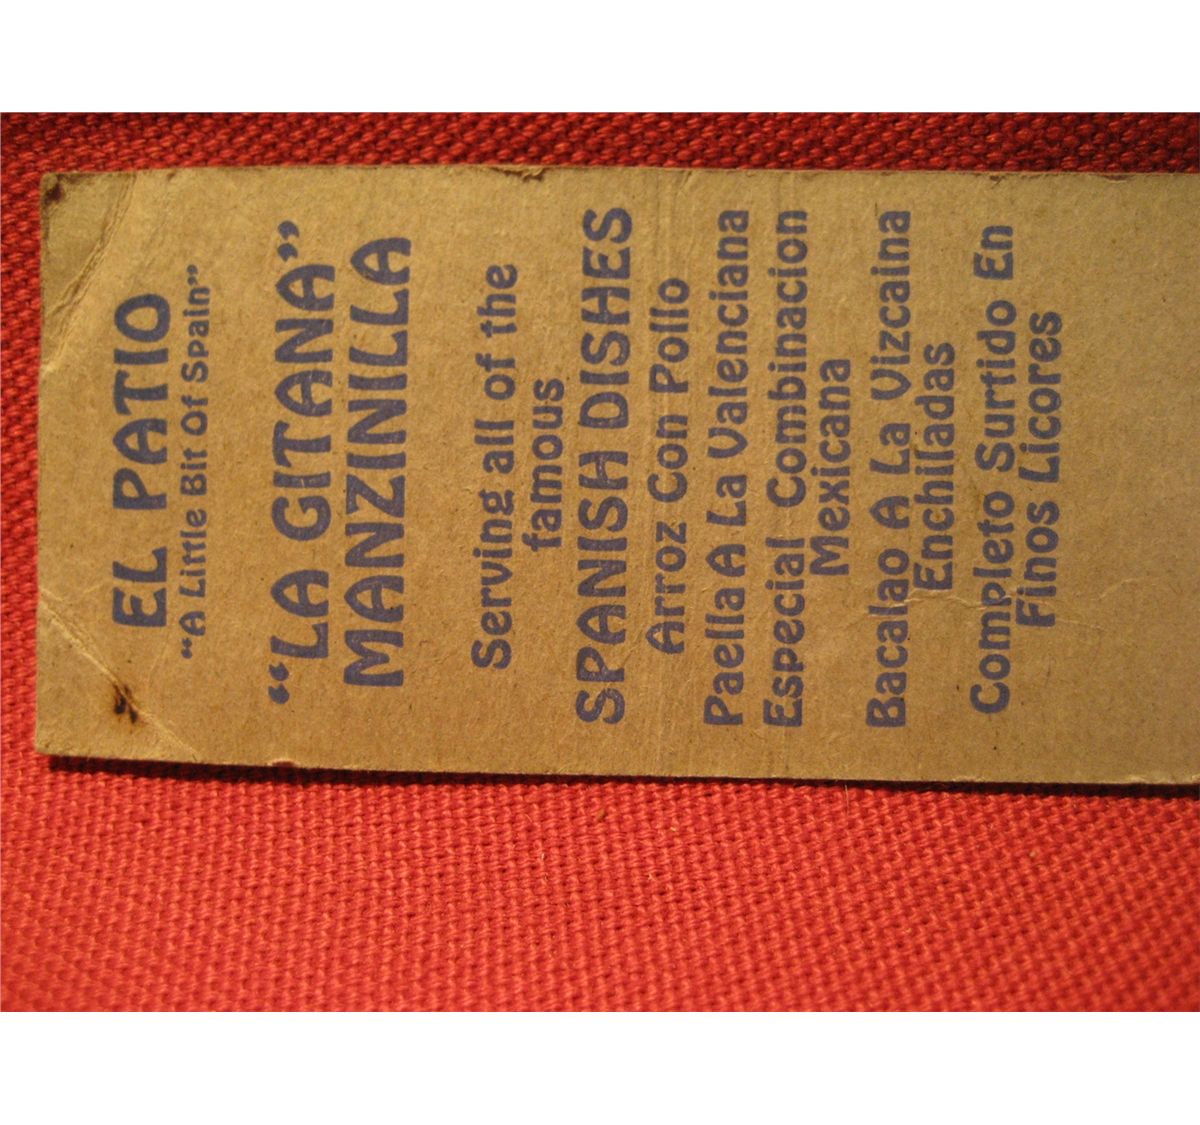 EL PATIO
"A Little Bit Of Spain"
"LA GITANA"
MANZINILLA
Serving all of the
famous
SPANISH DISHES
Arroz Con Pollo
Paella A La Valenciana
Especial Combinacion
Mexicana
Bacalao A La Vizcaina
Enchiladas
Completo Surtido En
Finos Licores